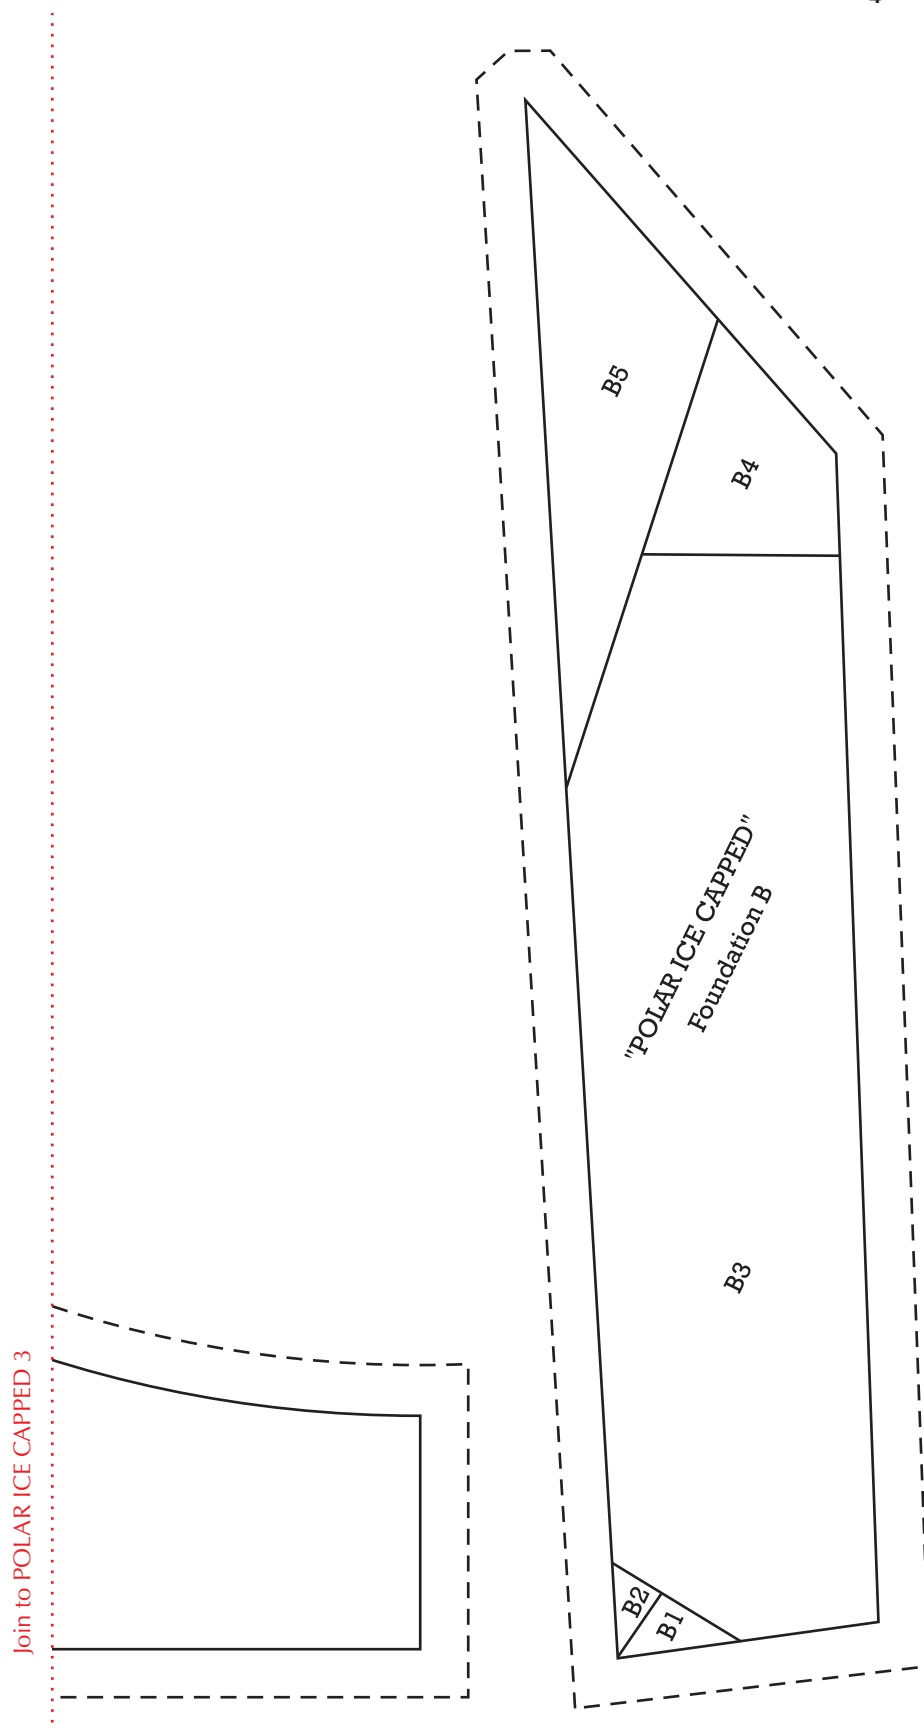 B5
B4
"POLAR ICE CAPPED"
Foundation B
B3
B2
B1
Join to POLAR ICE CAPPED 3